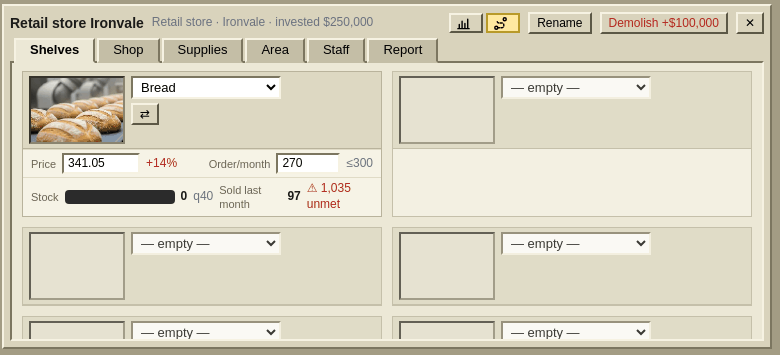 Retail store Ironvale Retail store · Ironvale · invested $250,000 Rename Demolish +$100,000 ✕
Shelves Shop Supplies Area Staff Report
Bread
⇄
Price 341.05 +14% Order/month 270 ≤300
Stock 0 q40 Sold last month 97 ⚠ 1,035 unmet
— empty —
— empty —
— empty —
— empty —
— empty —